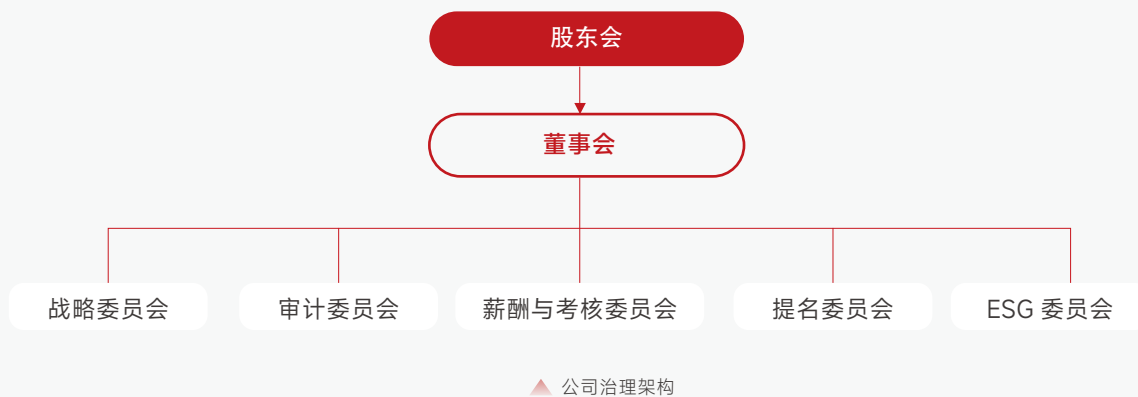 股东会
董事会
战略委员会
审计委员会
薪酬与考核委员会
提名委员会
ESG 委员会
公司治理架构